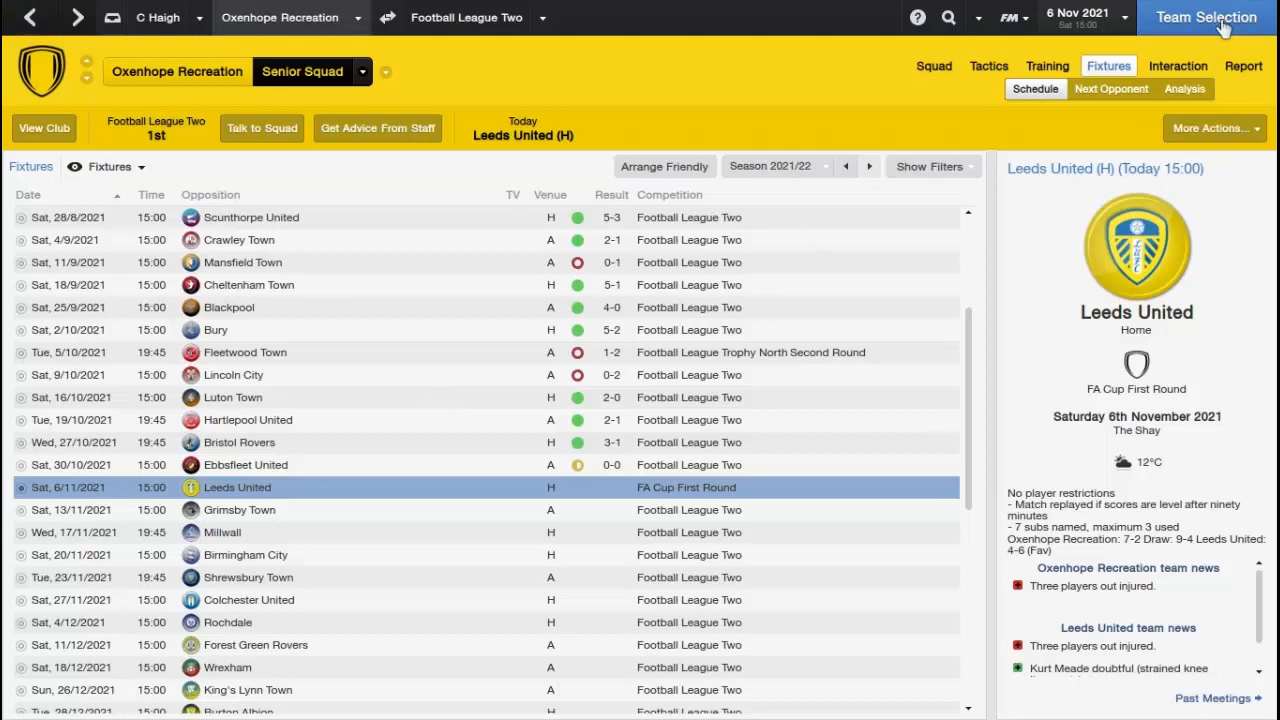 C Haigh Oxenhope Recreation Football League Two FM 6 Nov 2021 Team Selection
Sat 15:00
Oxenhope Recreation Senior Squad Squad Tactics Training Fixtures Interaction Report
Schedule Next Opponent Analysis
View Club Football League Two Talk to Squad Get Advice From Staff Today More Actions...
1st Leeds United (H)
Fixtures Fixtures Arrange Friendly Season 2021/22 Show Filters
Date Time Opposition TV Venue Result Competition
Sat, 28/8/2021 15:00 Scunthorpe United H 5-3 Football League Two
Sat, 4/9/2021 15:00 Crawley Town A 2-1 Football League Two
Sat, 11/9/2021 15:00 Mansfield Town A 0-1 Football League Two
Sat, 18/9/2021 15:00 Cheltenham Town H 5-1 Football League Two
Sat, 25/9/2021 15:00 Blackpool A 4-0 Football League Two
Sat, 2/10/2021 15:00 Bury H 5-2 Football League Two
Tue, 5/10/2021 19:45 Fleetwood Town A 1-2 Football League Trophy North Second Round
Sat, 9/10/2021 15:00 Lincoln City A 0-2 Football League Two
Sat, 16/10/2021 15:00 Luton Town H 2-0 Football League Two
Tue, 19/10/2021 19:45 Hartlepool United A 2-1 Football League Two
Wed, 27/10/2021 19:45 Bristol Rovers H 3-1 Football League Two
Sat, 30/10/2021 15:00 Ebbsfleet United A 0-0 Football League Two
Sat, 6/11/2021 15:00 Leeds United H FA Cup First Round
Sat, 13/11/2021 15:00 Grimsby Town A Football League Two
Wed, 17/11/2021 19:45 Millwall H Football League Two
Sat, 20/11/2021 15:00 Birmingham City H Football League Two
Tue, 23/11/2021 19:45 Shrewsbury Town A Football League Two
Sat, 27/11/2021 15:00 Colchester United H Football League Two
Sat, 4/12/2021 15:00 Rochdale H Football League Two
Sat, 11/12/2021 15:00 Forest Green Rovers A Football League Two
Sat, 18/12/2021 15:00 Wrexham A Football League Two
Sun, 26/12/2021 15:00 King's Lynn Town A Football League Two
Tue, 28/12/2021 15:00 Burton Albion H Football League Two
Leeds United (H) (Today 15:00)
LUFC
Leeds United
Home
FA Cup First Round
Saturday 6th November 2021
The Shay
12°C
No player restrictions
- Match replayed if scores are level after ninety
minutes
- 7 subs named, maximum 3 used
Oxenhope Recreation: 7-2 Draw: 9-4 Leeds United:
4-6 (Fav)
Oxenhope Recreation team news
Three players out injured.
Leeds United team news
Three players out injured.
Kurt Meade doubtful (strained knee
Past Meetings